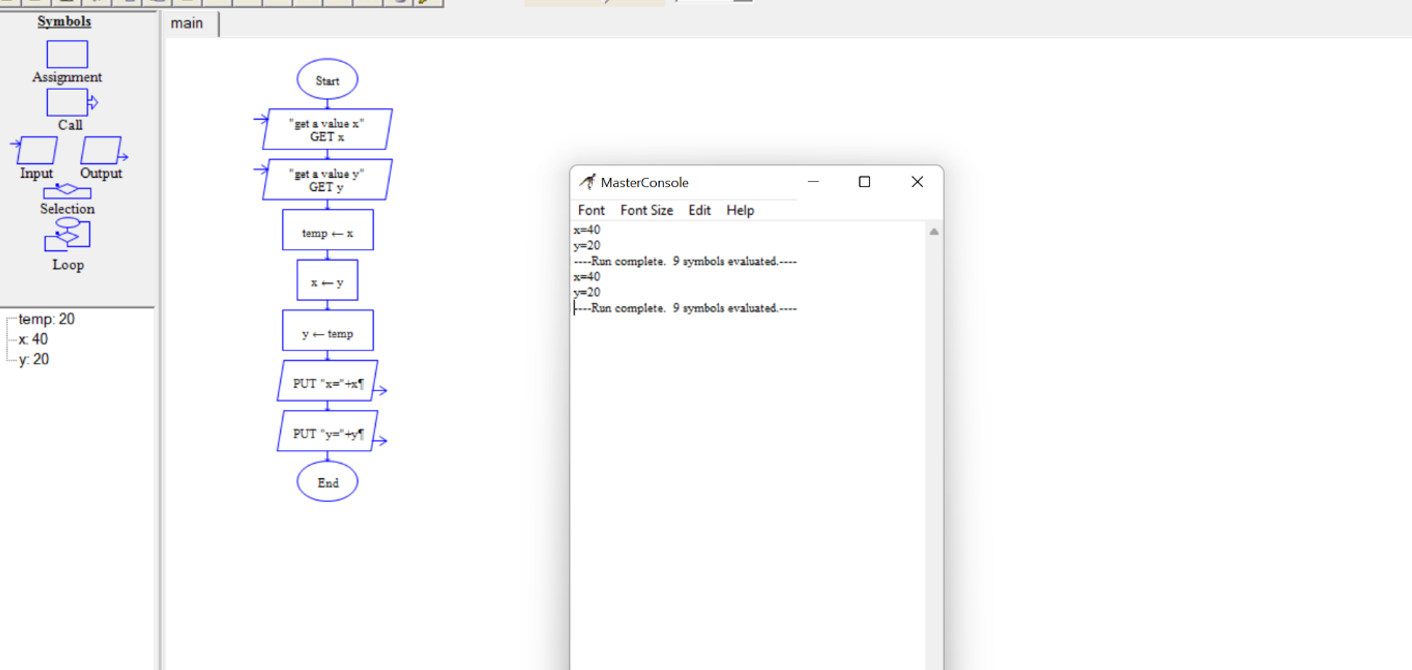 Symbols
Assignment
Call
Input
Output
Selection
Loop
temp: 20
x: 40
y: 20
main
Start
"get a value x"
GET x
"get a value y"
GET y
temp ← x
x ← y
y ← temp
PUT "x="+x¶
PUT "y="+y¶
End
MasterConsole
Font Font Size Edit Help
x=40
y=20
----Run complete. 9 symbols evaluated.----
x=40
y=20
----Run complete. 9 symbols evaluated.----